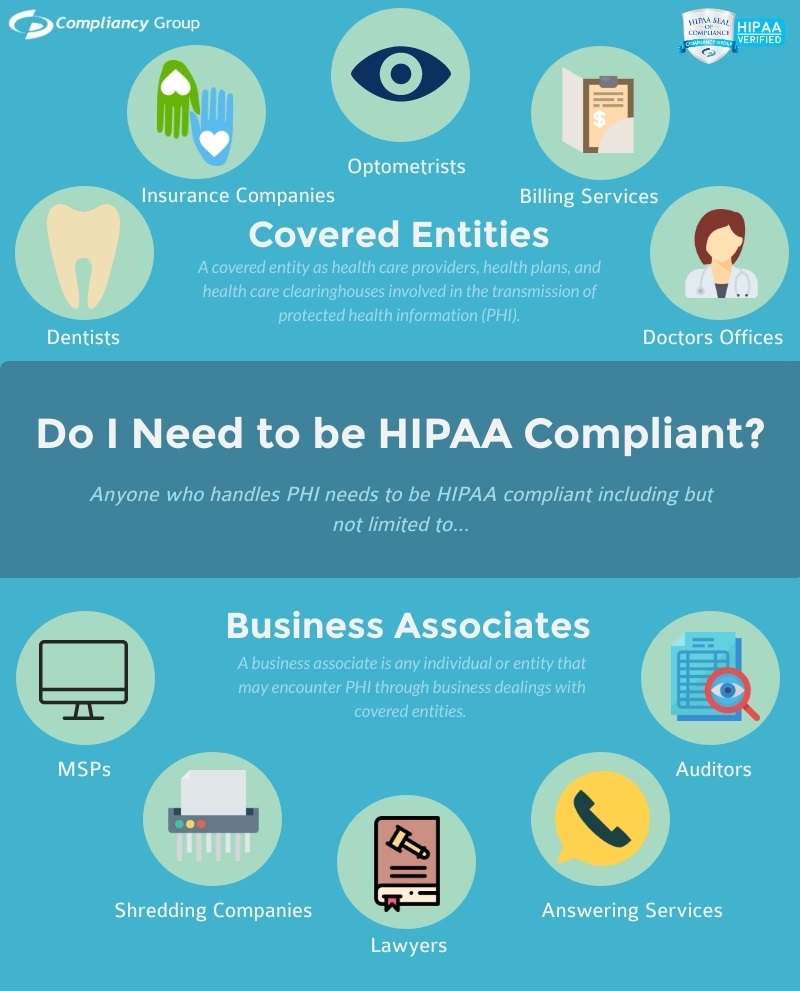 Compliancy Group
HIPAA SEAL
OF
COMPLIANCE
COMPLIANCY GROUP
HIPAA
VERIFIED
Optometrists
Insurance Companies
Billing Services
Covered Entities
A covered entity as health care providers, health plans, and
health care clearinghouses involved in the transmission of
protected health information (PHI).
Dentists
Doctors Offices
Do I Need to be HIPAA Compliant?
Anyone who handles PHI needs to be HIPAA compliant including but
not limited to...
Business Associates
A business associate is any individual or entity that
may encounter PHI through business dealings with
covered entities.
MSPs
Auditors
Shredding Companies
Answering Services
Lawyers